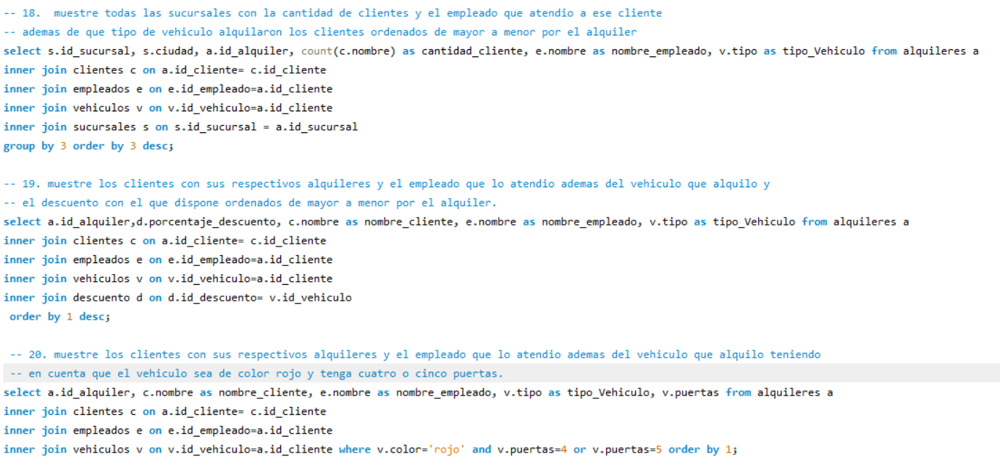 -- 18.  muestre todas las sucursales con la cantidad de clientes y el empleado que atendio a ese cliente
-- ademas de que tipo de vehiculo alquilaron los clientes ordenados de mayor a menor por el alquiler
select s.id_sucursal, s.ciudad, a.id_alquiler, count(c.nombre) as cantidad_cliente, e.nombre as nombre_empleado, v.tipo as tipo_Vehiculo from alquileres a
inner join clientes c on a.id_cliente= c.id_cliente
inner join empleados e on e.id_empleado=a.id_cliente
inner join vehiculos v on v.id_vehiculo=a.id_cliente
inner join sucursales s on s.id_sucursal = a.id_sucursal
group by 3 order by 3 desc;
-- 19. muestre los clientes con sus respectivos alquileres y el empleado que lo atendio ademas del vehiculo que alquilo y
-- el descuento con el que dispone ordenados de mayor a menor por el alquiler.
select a.id_alquiler,d.porcentaje_descuento, c.nombre as nombre_cliente, e.nombre as nombre_empleado, v.tipo as tipo_Vehiculo from alquileres a
inner join clientes c on a.id_cliente= c.id_cliente
inner join empleados e on e.id_empleado=a.id_cliente
inner join vehiculos v on v.id_vehiculo=a.id_cliente
inner join descuento d on d.id_descuento= v.id_vehiculo
order by 1 desc;
-- 20. muestre los clientes con sus respectivos alquileres y el empleado que lo atendio ademas del vehiculo que alquilo teniendo
-- en cuenta que el vehiculo sea de color rojo y tenga cuatro o cinco puertas.
select a.id_alquiler, c.nombre as nombre_cliente, e.nombre as nombre_empleado, v.tipo as tipo_Vehiculo, v.puertas from alquileres a
inner join clientes c on a.id_cliente= c.id_cliente
inner join empleados e on e.id_empleado=a.id_cliente
inner join vehiculos v on v.id_vehiculo=a.id_cliente where v.color='rojo' and v.puertas=4 or v.puertas=5 order by 1;